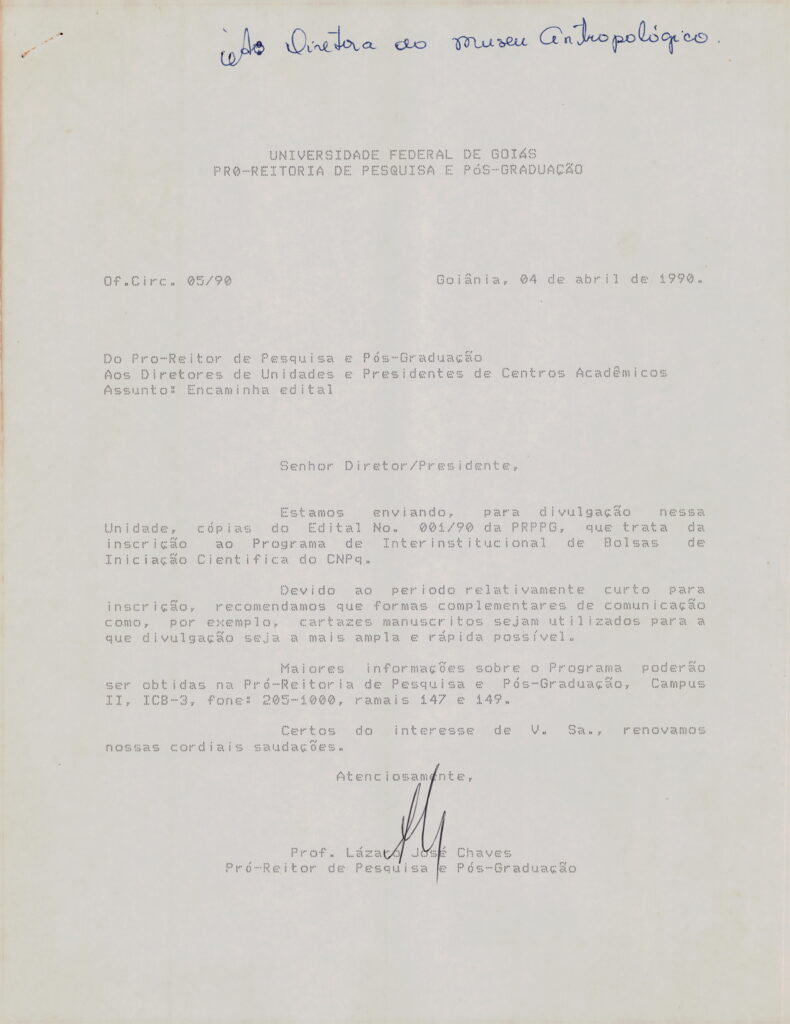 À Diretora do Museu Antropológico.
UNIVERSIDADE FEDERAL DE GOIÁS
PRO-REITORIA DE PESQUISA E PÓS-GRADUAÇÃO
Of.Circ. 05/90 Goiânia, 04 de abril de 1990.
Do Pro-Reitor de Pesquisa e Pós-Graduação
Aos Diretores de Unidades e Presidentes de Centros Acadêmicos
Assunto: Encaminha edital
Senhor Diretor/Presidente,
Estamos enviando, para divulgação nessa
Unidade, cópias do Edital No. 001/90 da PRPPG, que trata da
inscrição ao Programa de Interinstitucional de Bolsas de
Iniciação Cientifica do CNPq.
Devido ao periodo relativamente curto para
inscrição, recomendamos que formas complementares de comunicação
como, por exemplo, cartazes manuscritos sejam utilizados para a
que divulgação seja a mais ampla e rápida possível.
Maiores informações sobre o Programa poderão
ser obtidas na Pró-Reitoria de Pesquisa e Pós-Graduação, Campus
II, ICB-3, fone: 205-1000, ramais 147 e 149.
Certos do interesse de V. Sa., renovamos
nossas cordiais saudações.
Atenciosamente,
Prof. Lázaro José Chaves
Pró-Reitor de Pesquisa e Pós-Graduação